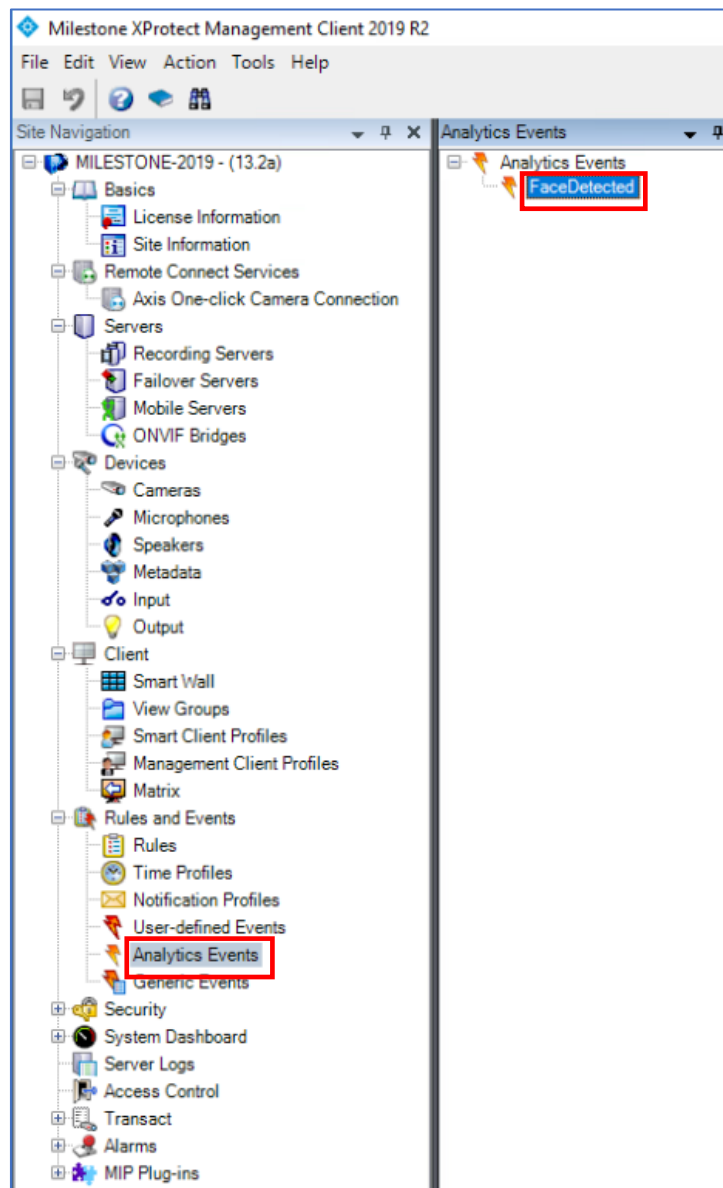 Milestone XProtect Management Client 2019 R2
File Edit View Action Tools Help
Site Navigation
MILESTONE-2019 - (13.2a)
Basics
License Information
Site Information
Remote Connect Services
Axis One-click Camera Connection
Servers
Recording Servers
Failover Servers
Mobile Servers
ONVIF Bridges
Devices
Cameras
Microphones
Speakers
Metadata
Input
Output
Client
Smart Wall
View Groups
Smart Client Profiles
Management Client Profiles
Matrix
Rules and Events
Rules
Time Profiles
Notification Profiles
User-defined Events
Analytics Events
Generic Events
Security
System Dashboard
Server Logs
Access Control
Transact
Alarms
MIP Plug-ins
Analytics Events
Analytics Events
FaceDetected